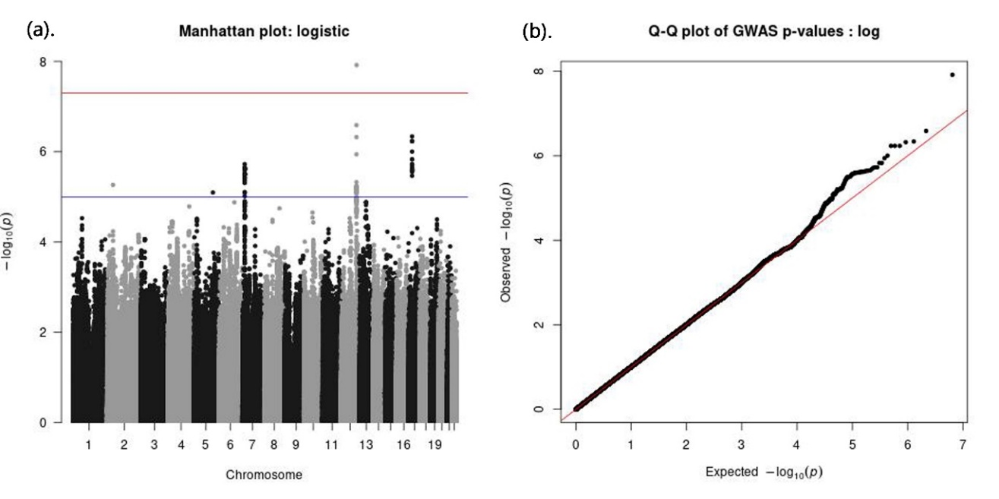 (a).
Manhattan plot: logistic
8
6
4
2
0
−log10(p)
1 2 3 4 5 6 7 8 9 11 13 16 19
Chromosome
(b).
Q-Q plot of GWAS p-values : log
8
6
4
2
0
Observed −log10(p)
0 1 2 3 4 5 6 7
Expected −log10(p)